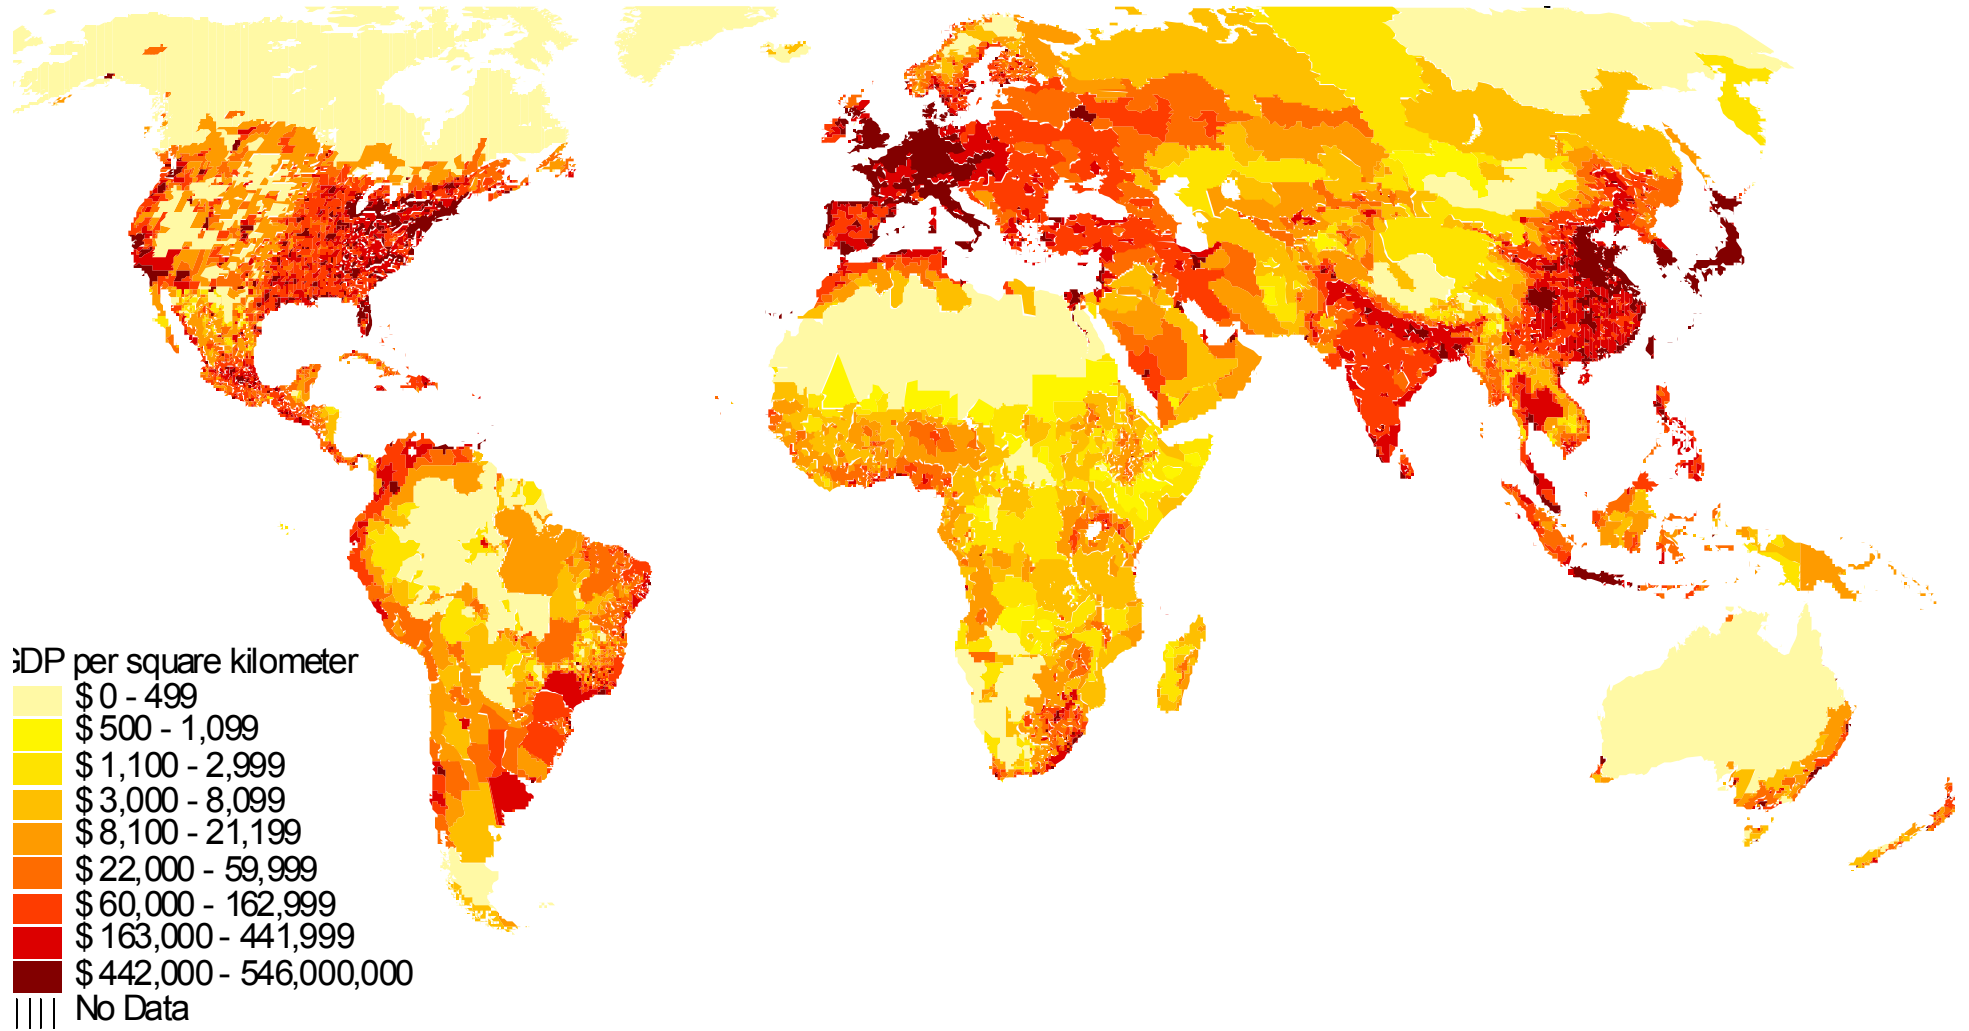 GDP per square kilometer
$ 0 - 499
$ 500 - 1,099
$ 1,100 - 2,999
$ 3,000 - 8,099
$ 8,100 - 21,199
$ 22,000 - 59,999
$ 60,000 - 162,999
$ 163,000 - 441,999
$ 442,000 - 546,000,000
No Data